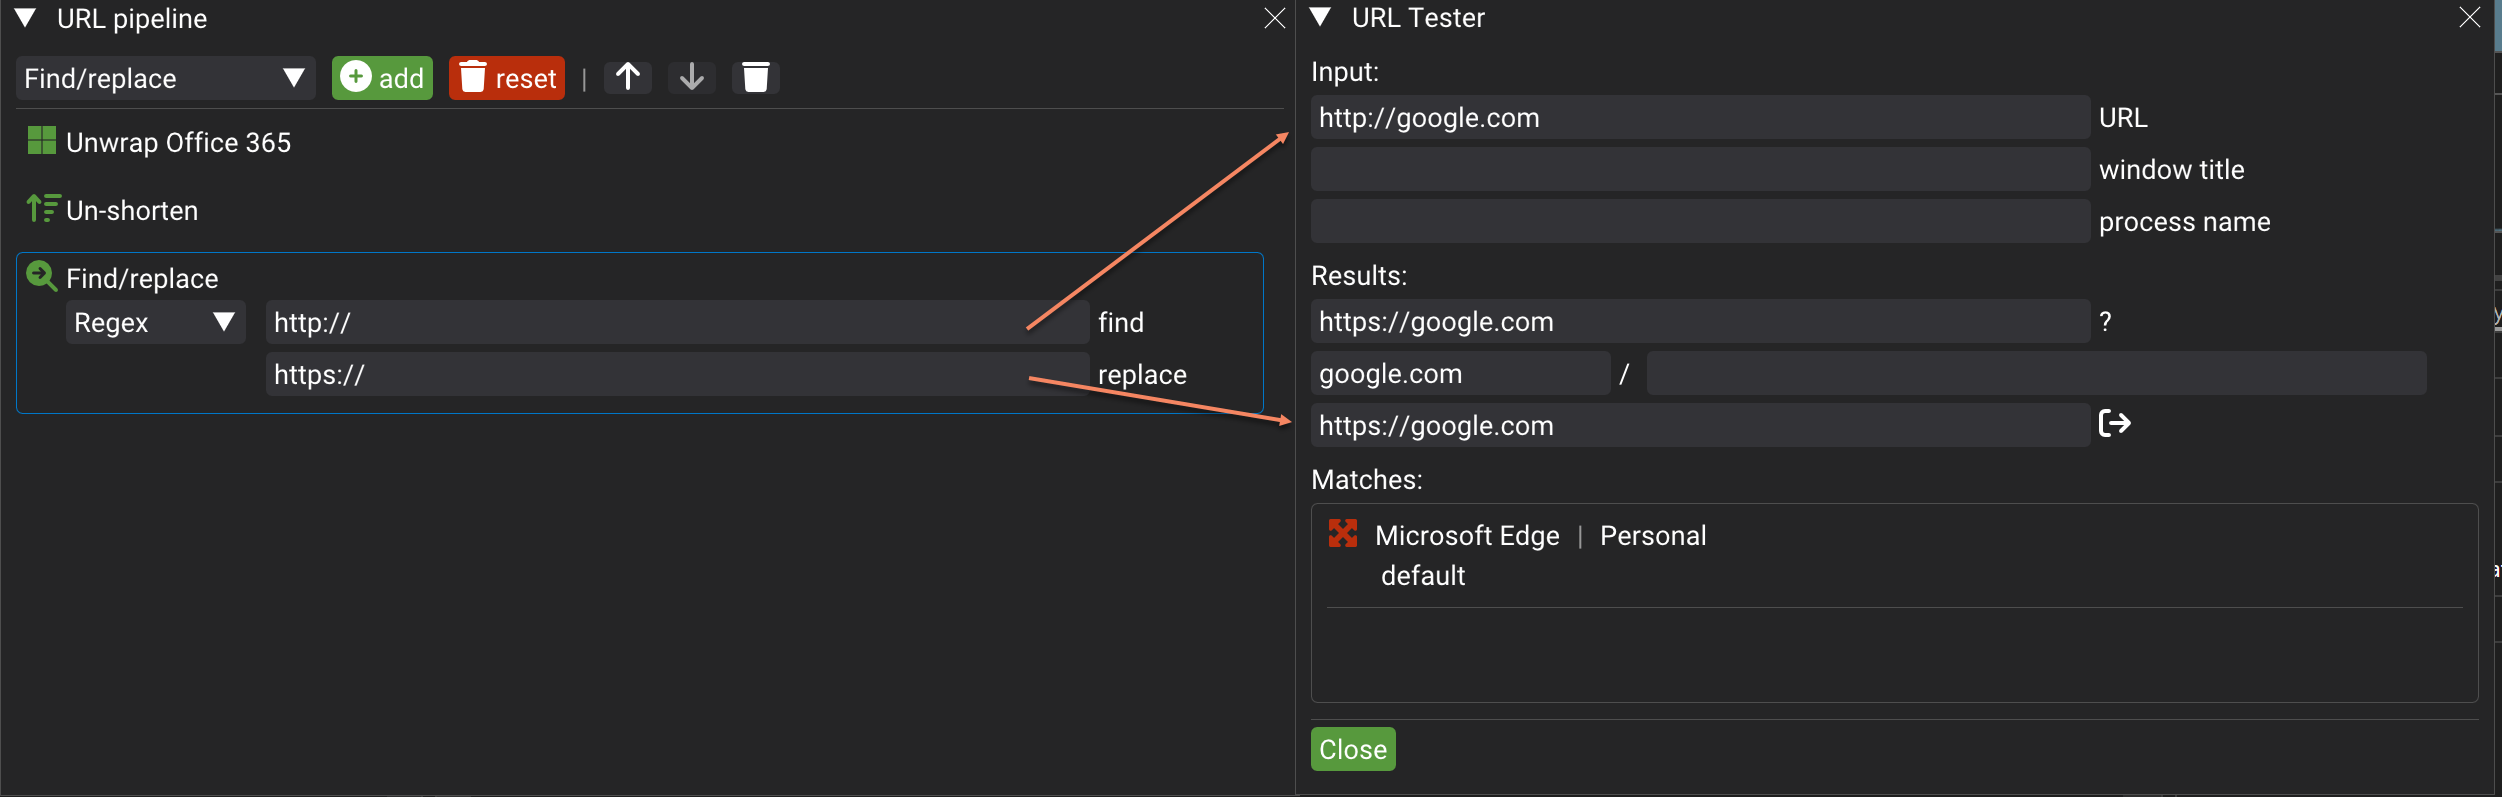 URL pipeline
Find/replace add reset |
Unwrap Office 365
Un-shorten
Find/replace
Regex http:// find
https:// replace
URL Tester
Input:
http://google.com URL
window title
process name
Results:
https://google.com ?
google.com /
https://google.com
Matches:
Microsoft Edge | Personal
default
Close